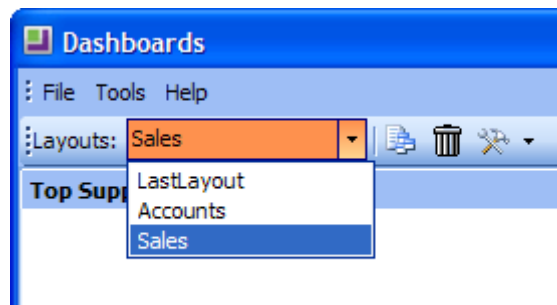 Dashboards
File Tools Help
Layouts: Sales
Top Supp
LastLayout
Accounts
Sales